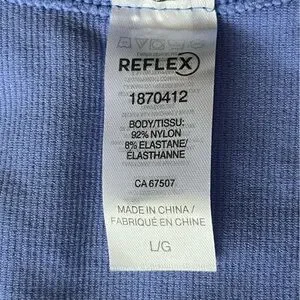 REFLEX
1870412
BODY/TISSU:
92% NYLON
8% ELASTANE/
ÉLASTHANNE
CA 67507
MADE IN CHINA /
FABRIQUÉ EN CHINE
L/G